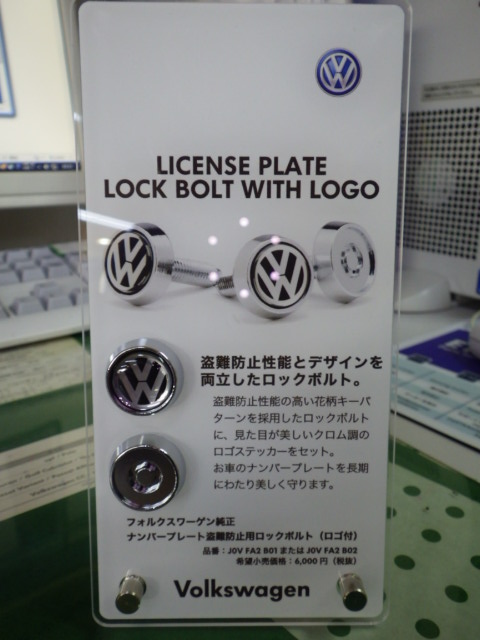 LICENSE PLATE
LOCK BOLT WITH LOGO
盗難防止性能とデザインを
両立したロックボルト。
盗難防止性能の高い花柄キーパ
ターンを採用したロックボルト
に、見た目が美しいクロム調の
ロゴステッカーをセット。
お車のナンバープレートを長期
にわたり美しく守ります。
フォルクスワーゲン純正
ナンバープレート盗難防止用ロックボルト（ロゴ付）
品番：J0V FA2 B01 または J0V FA2 B02
希望小売価格：6,000 円（税抜）
Volkswagen